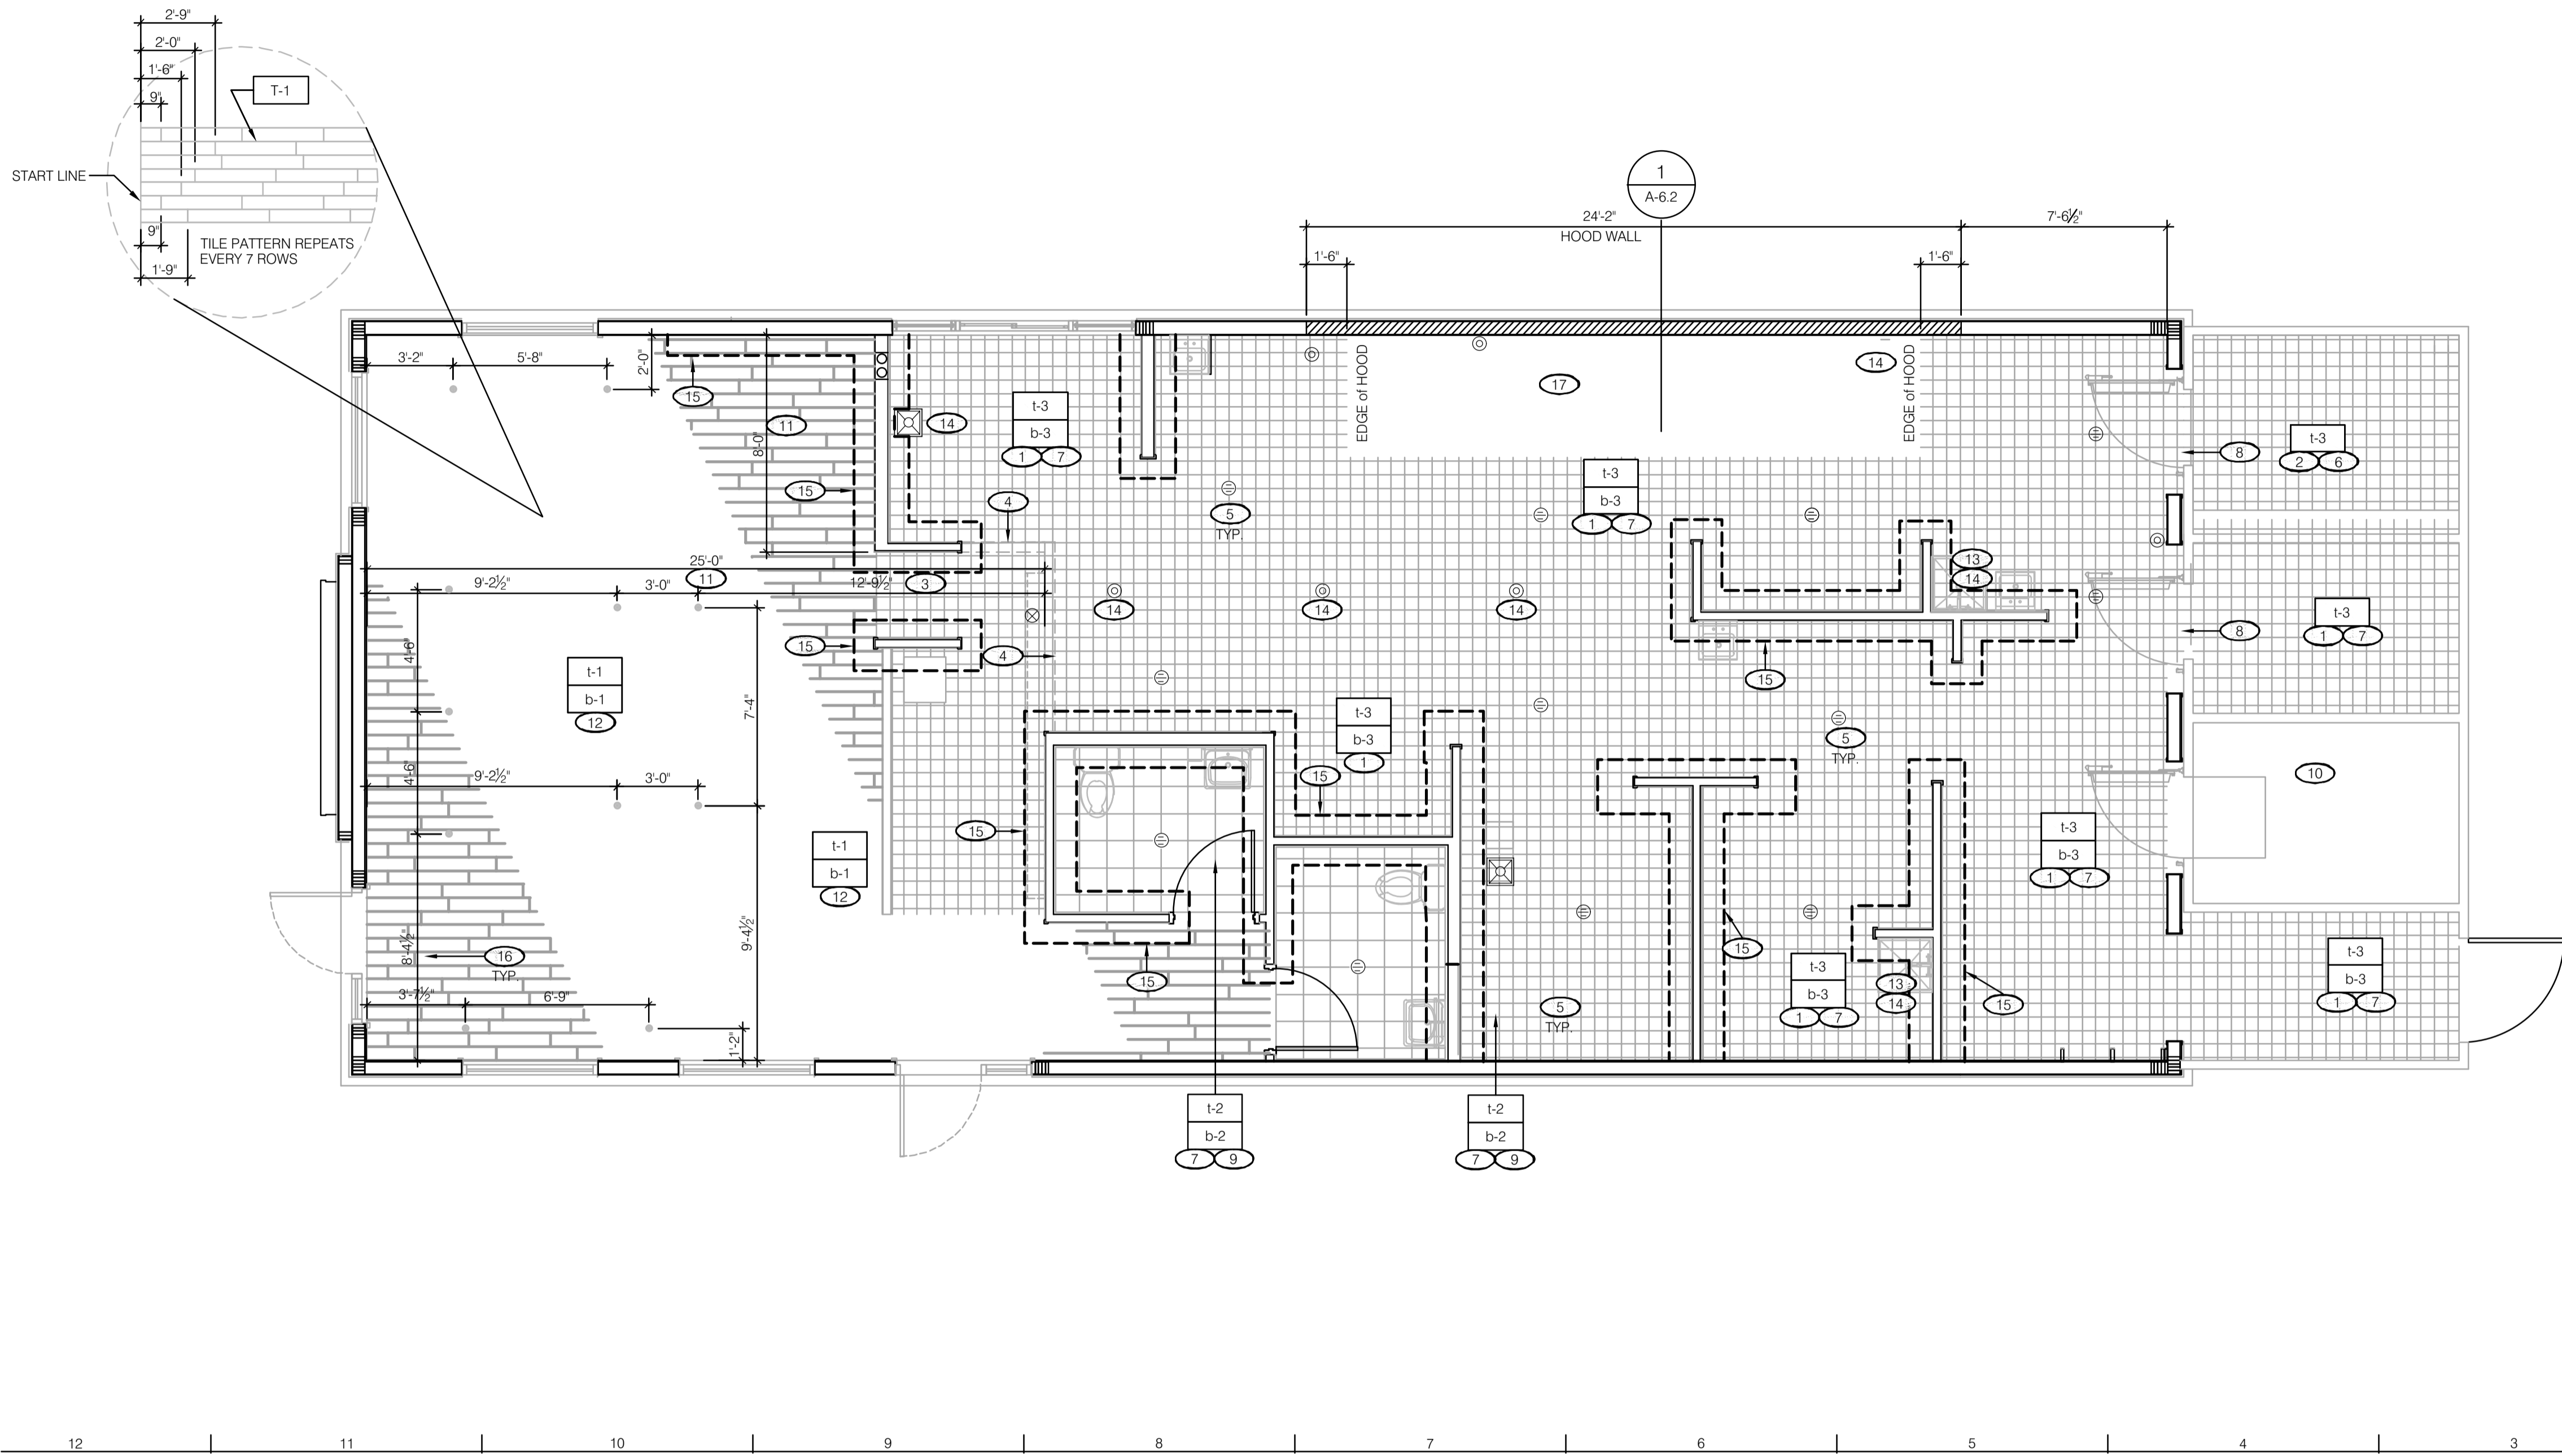 2'-9"
2'-0"
1'-6"
9"
T-1
START LINE
9"
1'-9"
TILE PATTERN REPEATS
EVERY 7 ROWS
1
A-6.2
24'-2"
HOOD WALL
7'-6½"
1'-6"
1'-6"
3'-2"
5'-8"
2'-0"
15
11
8'-0"
14
t-3
b-3
1
7
EDGE of HOOD
17
14
EDGE of HOOD
t-3
2
6
8
15
4
5
TYP.
t-3
b-3
1
7
25'-0"
11
9'-2½"
3'-0"
12'-9½"
3
14
14
14
13
14
t-3
1
7
8
4'-6"
15
4
15
t-1
b-1
12
7'-4"
t-3
b-3
1
5
TYP.
4'-6"
9'-2½"
3'-0"
15
10
15
t-1
b-1
12
t-3
b-3
1
7
8'-4½"
9'-4½"
16
TYP.
15
15
t-3
b-3
1
7
13
14
15
t-3
b-3
1
7
3'-7½"
6'-9"
5
TYP.
1'-2"
t-2
b-2
7
9
t-2
b-2
7
9
12
11
10
9
8
7
6
5
4
3